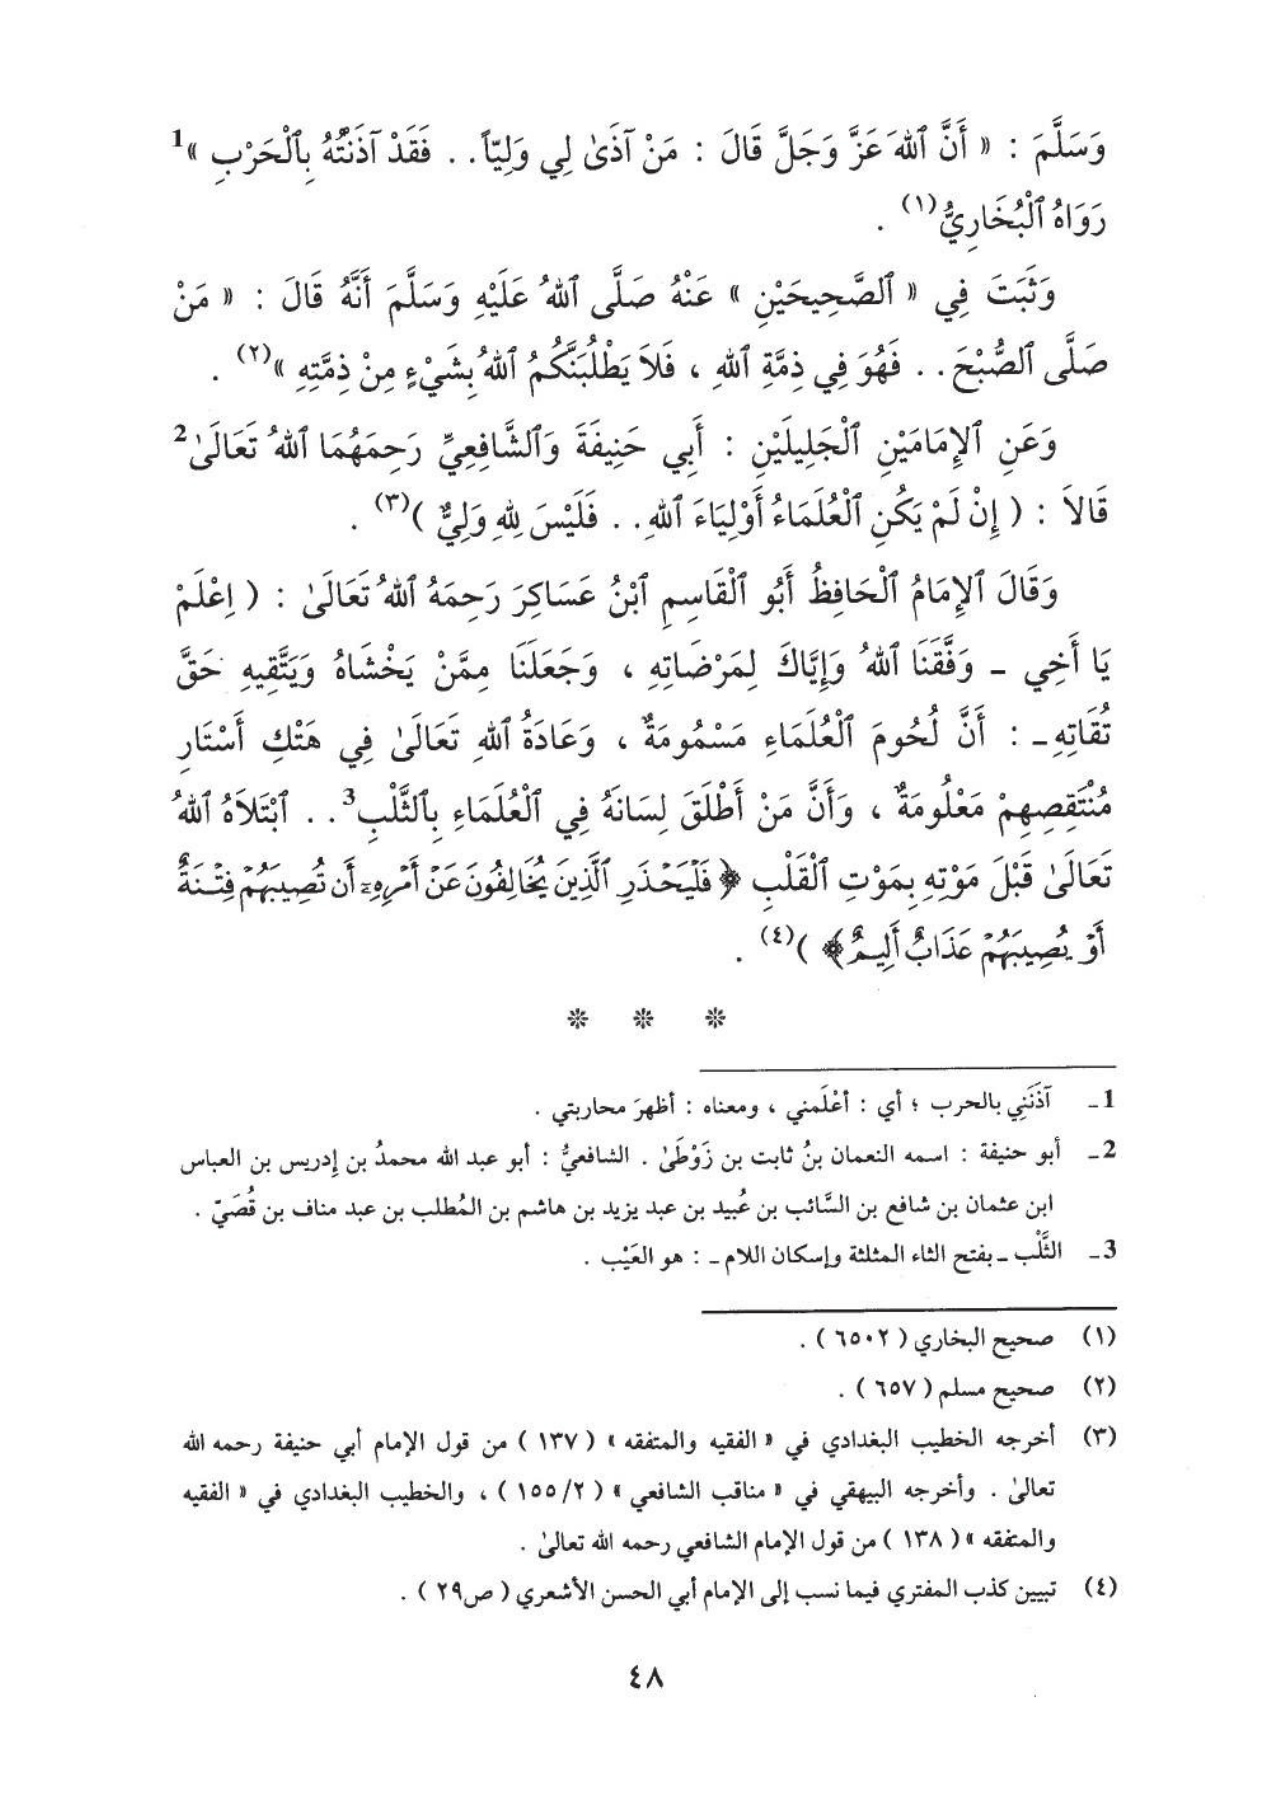 وَسَلَّمَ : « أَنَّ ٱللهَ عَزَّ وَجَلَّ قَالَ : مَنْ آذَىٰ لِي وَلِيّاً . . فَقَدْ آذَنْتُهُ بِٱلْحَرْبِ »1
رَوَاهُ ٱلْبُخَارِيُّ(١) .
وَثَبَتَ فِي « ٱلصَّحِيحَيْنِ » عَنْهُ صَلَّى ٱللهُ عَلَيْهِ وَسَلَّمَ أَنَّهُ قَالَ : « مَنْ
صَلَّى ٱلصُّبْحَ . . فَهُوَ فِي ذِمَّةِ ٱللهِ ، فَلاَ يَطْلُبَنَّكُمُ ٱللهُ بِشَيْءٍ مِنْ ذِمَّتِهِ »(٢) .
وَعَنِ ٱلإِمَامَيْنِ ٱلْجَلِيلَيْنِ : أَبِي حَنِيفَةَ وَٱلشَّافِعِيِّ رَحِمَهُمَا ٱللهُ تَعَالَىٰ2
قَالاَ : ( إِنْ لَمْ يَكُنِ ٱلْعُلَمَاءُ أَوْلِيَاءَ ٱللهِ . . فَلَيْسَ لِلهِ وَلِيٌّ )(٣) .
وَقَالَ ٱلإِمَامُ ٱلْحَافِظُ أَبُو ٱلْقَاسِمِ ٱبْنُ عَسَاكِرَ رَحِمَهُ ٱللهُ تَعَالَىٰ : ( اِعْلَمْ
يَا أَخِي ـ وَفَّقَنَا ٱللهُ وَإِيَّاكَ لِمَرْضَاتِهِ ، وَجَعَلَنَا مِمَّنْ يَخْشَاهُ وَيَتَّقِيهِ حَقَّ
تُقَاتِهِ ـ : أَنَّ لُحُومَ ٱلْعُلَمَاءِ مَسْمُومَةٌ ، وَعَادَةُ ٱللهِ تَعَالَىٰ فِي هَتْكِ أَسْتَارِ
مُنْتَقِصِهِمْ مَعْلُومَةٌ ، وَأَنَّ مَنْ أَطْلَقَ لِسَانَهُ فِي ٱلْعُلَمَاءِ بِٱلثَّلْبِ3 . . ٱبْتَلاَهُ ٱللهُ
تَعَالَىٰ قَبْلَ مَوْتِهِ بِمَوْتِ ٱلْقَلْبِ ﴿ فَلْيَحْذَرِ ٱلَّذِينَ يُخَالِفُونَ عَنْ أَمْرِهِۦٓ أَن تُصِيبَهُمْ فِتْنَةٌ
أَوْ يُصِيبَهُمْ عَذَابٌ أَلِيمٌ ﴾ )(٤) .
* * *
1ـ آذَنَنِي بالحرب ؛ أي : أعْلَمني ، ومعناه : أظهرَ محاربتي .
2ـ أبو حنيفة : اسمه النعمان بنُ ثابت بن زَوْطَىٰ . الشافعيُّ : أبو عبد الله محمدُ بن إدريس بن العباس
ابن عثمان بن شافع بن السَّائب بن عُبيد بن عبد يزيد بن هاشم بن المُطلب بن عبد مناف بن قُصَيّ .
3ـ الثَّلْب ـ بفتح الثاء المثلثة وإسكان اللام ـ : هو العَيْب .
(١) صحيح البخاري ( ٦٥٠٢ ) .
(٢) صحيح مسلم ( ٦٥٧ ) .
(٣) أخرجه الخطيب البغدادي في « الفقيه والمتفقه » ( ١٣٧ ) من قول الإمام أبي حنيفة رحمه الله
تعالىٰ . وأخرجه البيهقي في « مناقب الشافعي » ( ١٥٥/٢ ) ، والخطيب البغدادي في « الفقيه
والمتفقه » ( ١٣٨ ) من قول الإمام الشافعي رحمه الله تعالىٰ .
(٤) تبيين كذب المفتري فيما نسب إلى الإمام أبي الحسن الأشعري ( ص٢٩ ) .
٤٨